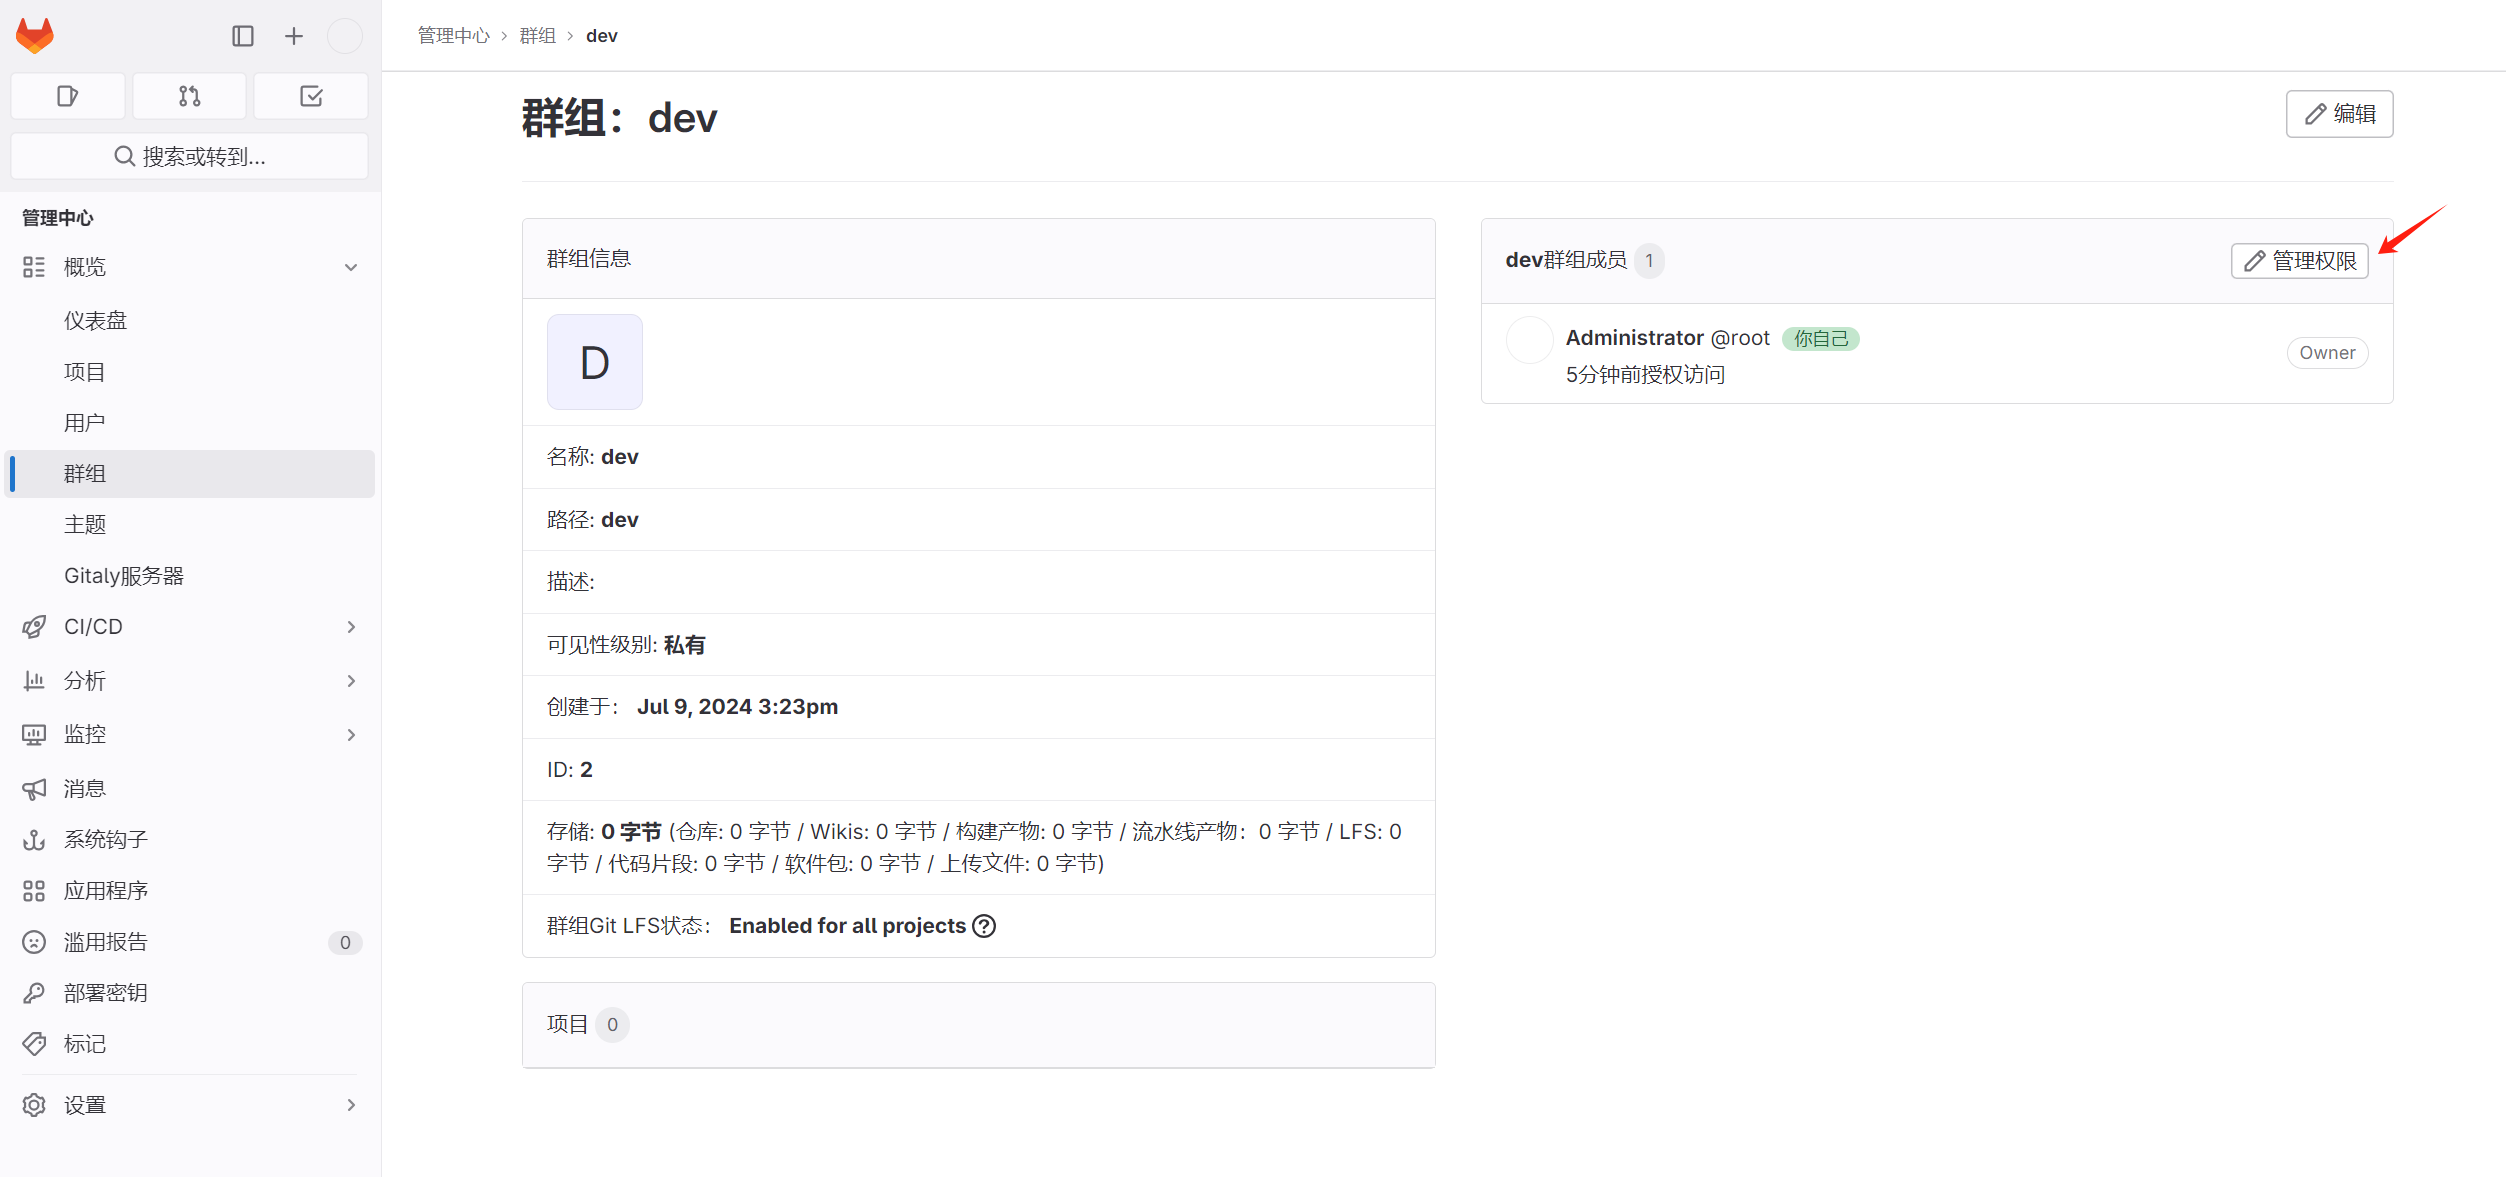 管理中心 › 群组 › dev
搜索或转到...
管理中心
概览
仪表盘
项目
用户
群组
主题
Gitaly服务器
CI/CD
分析
监控
消息
系统钩子
应用程序
滥用报告 0
部署密钥
标记
设置
群组：dev
编辑
群组信息
D
名称: dev
路径: dev
描述:
可见性级别: 私有
创建于： Jul 9, 2024 3:23pm
ID: 2
存储: 0 字节 (仓库: 0 字节 / Wikis: 0 字节 / 构建产物: 0 字节 / 流水线产物：0 字节 / LFS: 0
字节 / 代码片段: 0 字节 / 软件包: 0 字节 / 上传文件: 0 字节)
群组Git LFS状态： Enabled for all projects
项目 0
dev群组成员 1
管理权限
Administrator @root 你自己
5分钟前授权访问
Owner